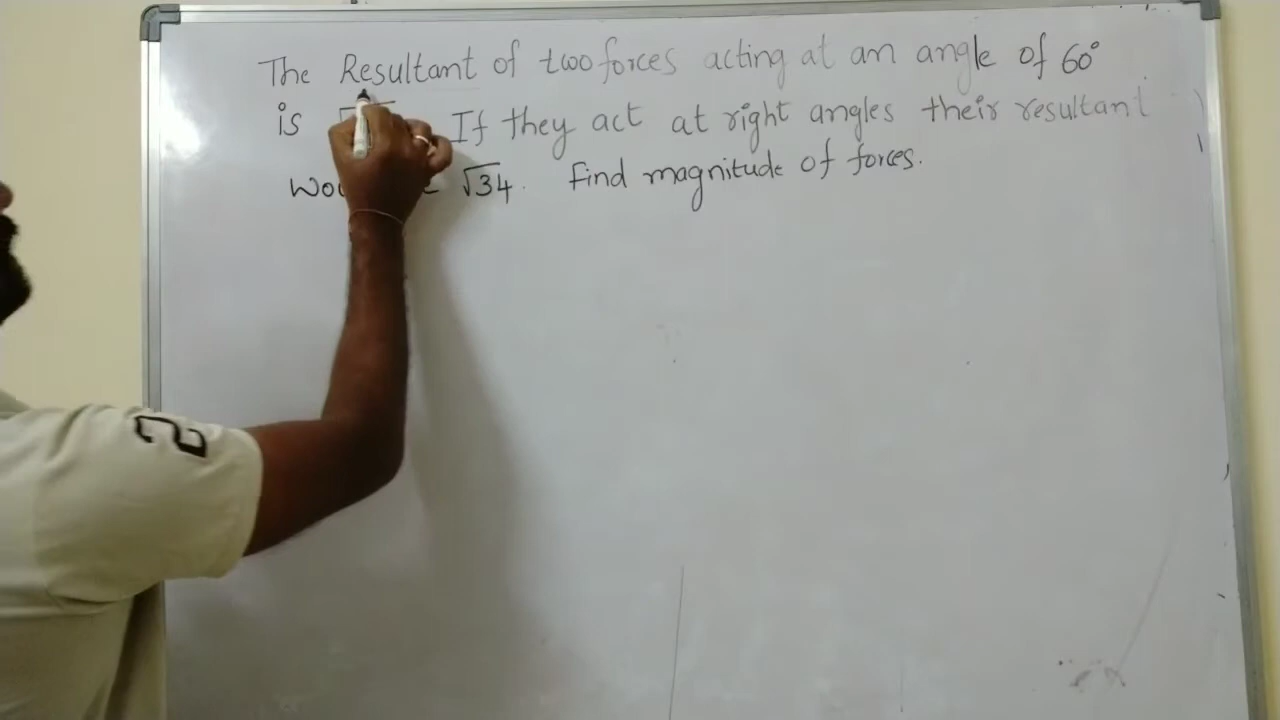 The Resultant of two forces acting at an angle of 60°
is If they act at right angles their resultant
√34. Find magnitude of forces.
2